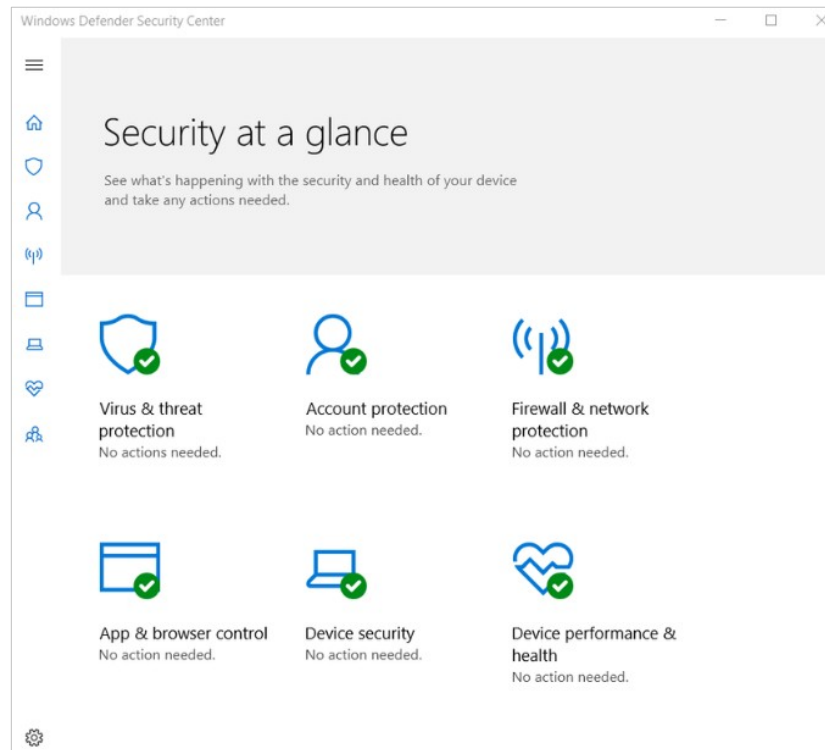 Windows Defender Security Center
Security at a glance
See what's happening with the security and health of your device
and take any actions needed.
Virus & threat
protection
No actions needed.
Account protection
No action needed.
Firewall & network
protection
No action needed.
App & browser control
No action needed.
Device security
No action needed.
Device performance &
health
No action needed.